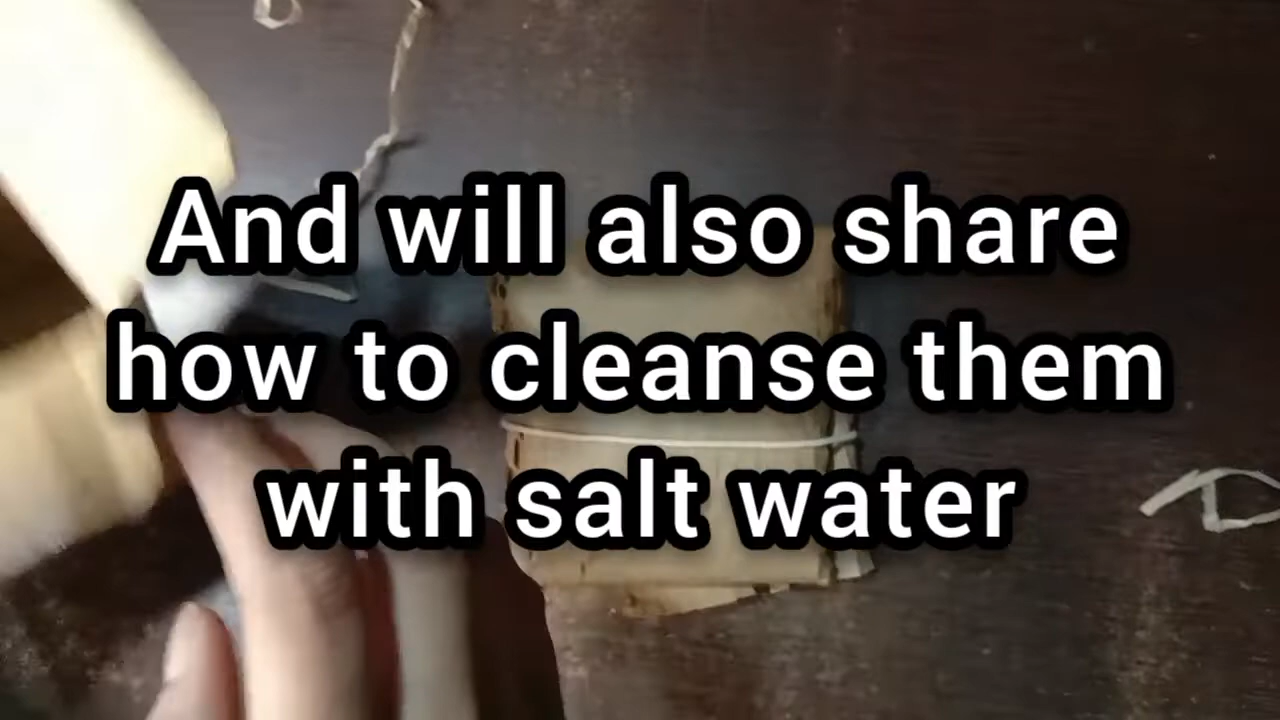 And will also share
how to cleanse them
with salt water